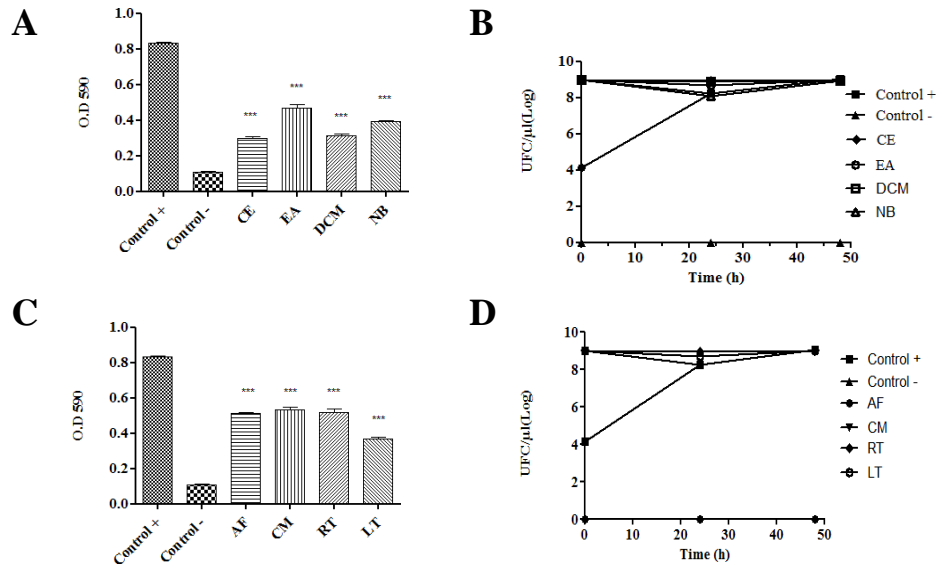 A
O.D 590
1.0
0.8
0.6
0.4
0.2
0.0
***
***
***
***
Control +
Control -
CE
EA
DCM
NB
B
UFC/µl(Log)
10
8
6
4
2
0
0
10
20
30
40
50
Time (h)
Control +
Control -
CE
EA
DCM
NB
C
O.D 590
1.0
0.8
0.6
0.4
0.2
0.0
***
***
***
***
Control +
Control -
AF
CM
RT
LT
D
UFC/µl(Log)
10
8
6
4
2
0
0
10
20
30
40
50
Time (h)
Control +
Control -
AF
CM
RT
LT